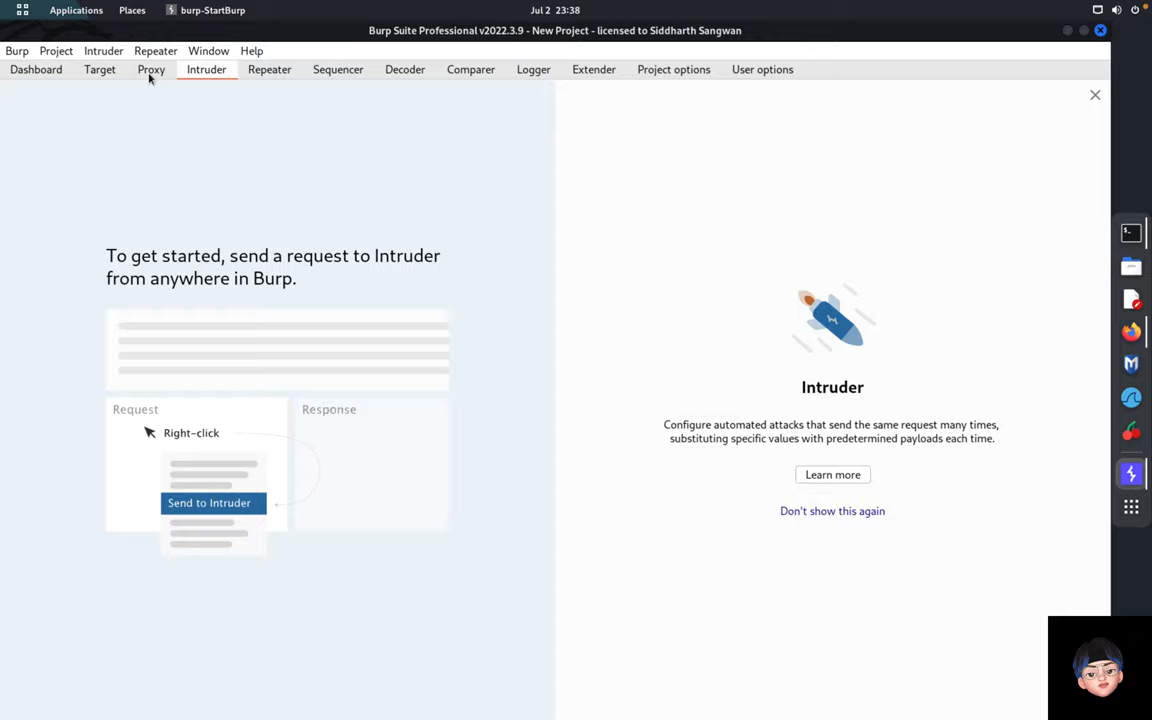 Applications Places burp-StartBurp Jul 2 23:38
Burp Suite Professional v2022.3.9 - New Project - licensed to Siddharth Sangwan
Burp Project Intruder Repeater Window Help
Dashboard Target Proxy Intruder Repeater Sequencer Decoder Comparer Logger Extender Project options User options
To get started, send a request to Intruder
from anywhere in Burp.
Request
Response
Right-click
Send to Intruder
Intruder
Configure automated attacks that send the same request many times,
substituting specific values with predetermined payloads each time.
Learn more
Don't show this again